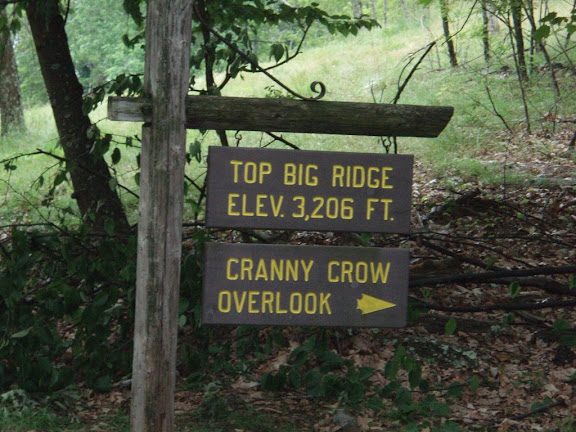 TOP BIG RIDGE
ELEV. 3,206 FT.
CRANNY CROW
OVERLOOK